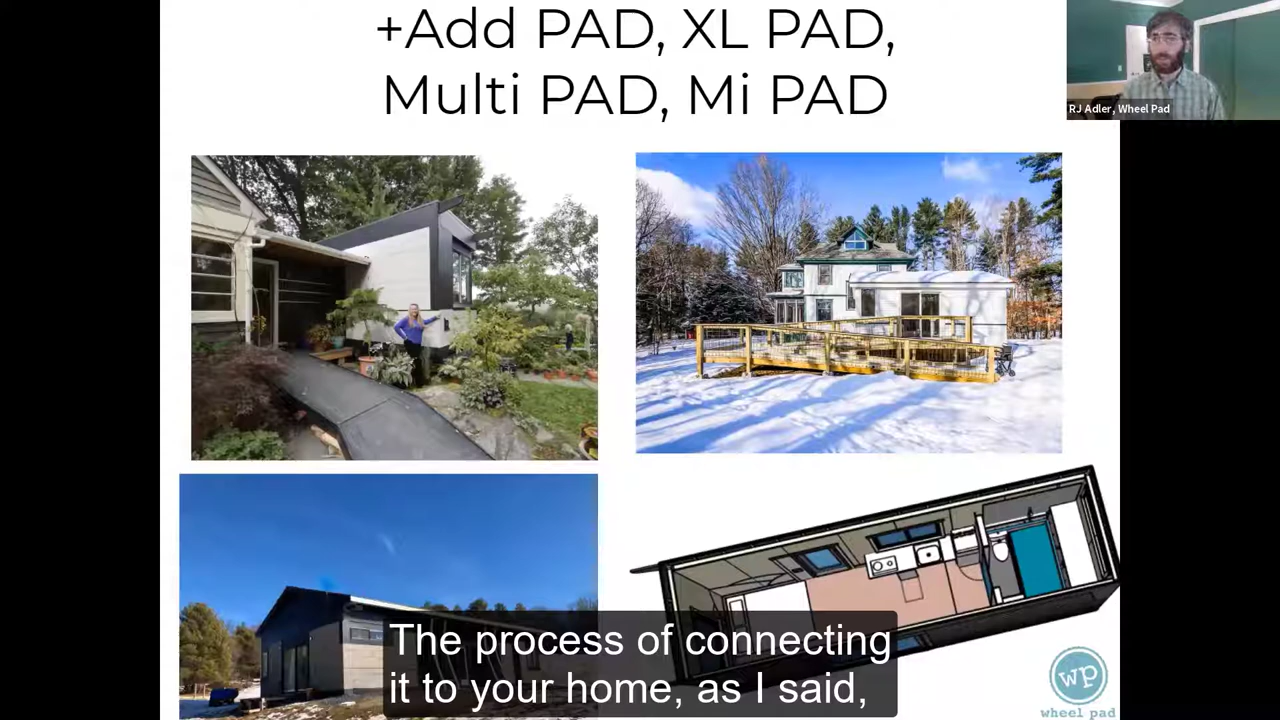 +Add PAD, XL PAD,
Multi PAD, Mi PAD
RJ Adler, Wheel Pad
The process of connecting
it to your home, as I said,
wp
wheel pad